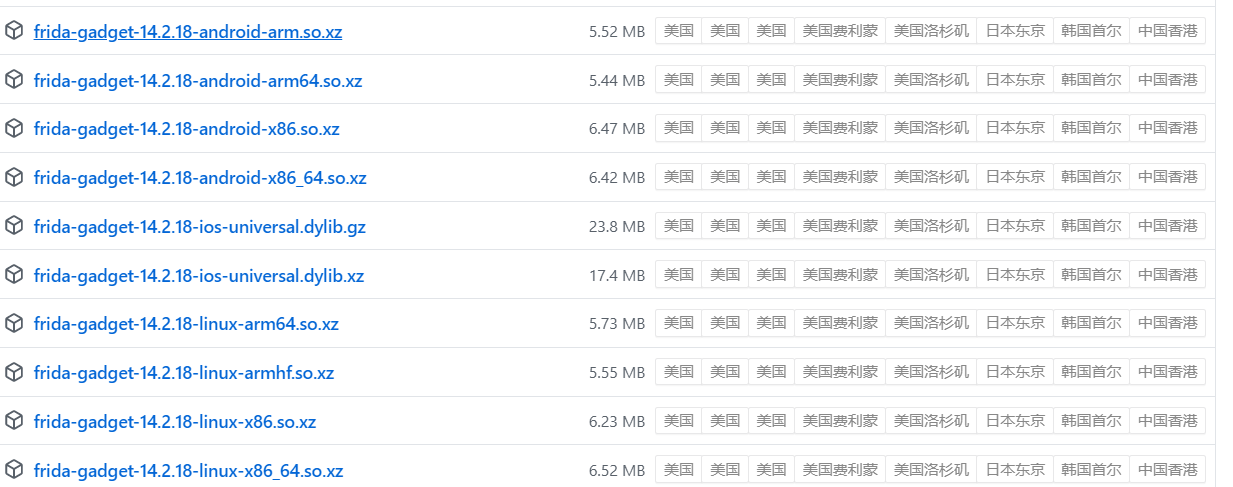 frida-gadget-14.2.18-android-arm.so.xz 5.52 MB 美国 美国 美国 美国费利蒙 美国洛杉矶 日本东京 韩国首尔 中国香港
frida-gadget-14.2.18-android-arm64.so.xz 5.44 MB 美国 美国 美国 美国费利蒙 美国洛杉矶 日本东京 韩国首尔 中国香港
frida-gadget-14.2.18-android-x86.so.xz 6.47 MB 美国 美国 美国 美国费利蒙 美国洛杉矶 日本东京 韩国首尔 中国香港
frida-gadget-14.2.18-android-x86_64.so.xz 6.42 MB 美国 美国 美国 美国费利蒙 美国洛杉矶 日本东京 韩国首尔 中国香港
frida-gadget-14.2.18-ios-universal.dylib.gz 23.8 MB 美国 美国 美国 美国费利蒙 美国洛杉矶 日本东京 韩国首尔 中国香港
frida-gadget-14.2.18-ios-universal.dylib.xz 17.4 MB 美国 美国 美国 美国费利蒙 美国洛杉矶 日本东京 韩国首尔 中国香港
frida-gadget-14.2.18-linux-arm64.so.xz 5.73 MB 美国 美国 美国 美国费利蒙 美国洛杉矶 日本东京 韩国首尔 中国香港
frida-gadget-14.2.18-linux-armhf.so.xz 5.55 MB 美国 美国 美国 美国费利蒙 美国洛杉矶 日本东京 韩国首尔 中国香港
frida-gadget-14.2.18-linux-x86.so.xz 6.23 MB 美国 美国 美国 美国费利蒙 美国洛杉矶 日本东京 韩国首尔 中国香港
frida-gadget-14.2.18-linux-x86_64.so.xz 6.52 MB 美国 美国 美国 美国费利蒙 美国洛杉矶 日本东京 韩国首尔 中国香港